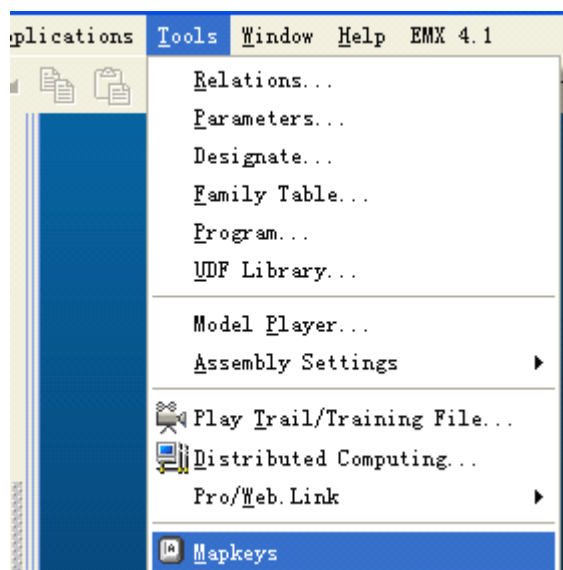 plications Tools Window Help EMX 4.1
Relations...
Parameters...
Designate...
Family Table...
Program...
UDF Library...
Model Player...
Assembly Settings
Play Trail/Training File...
Distributed Computing...
Pro/Web.Link
Mapkeys